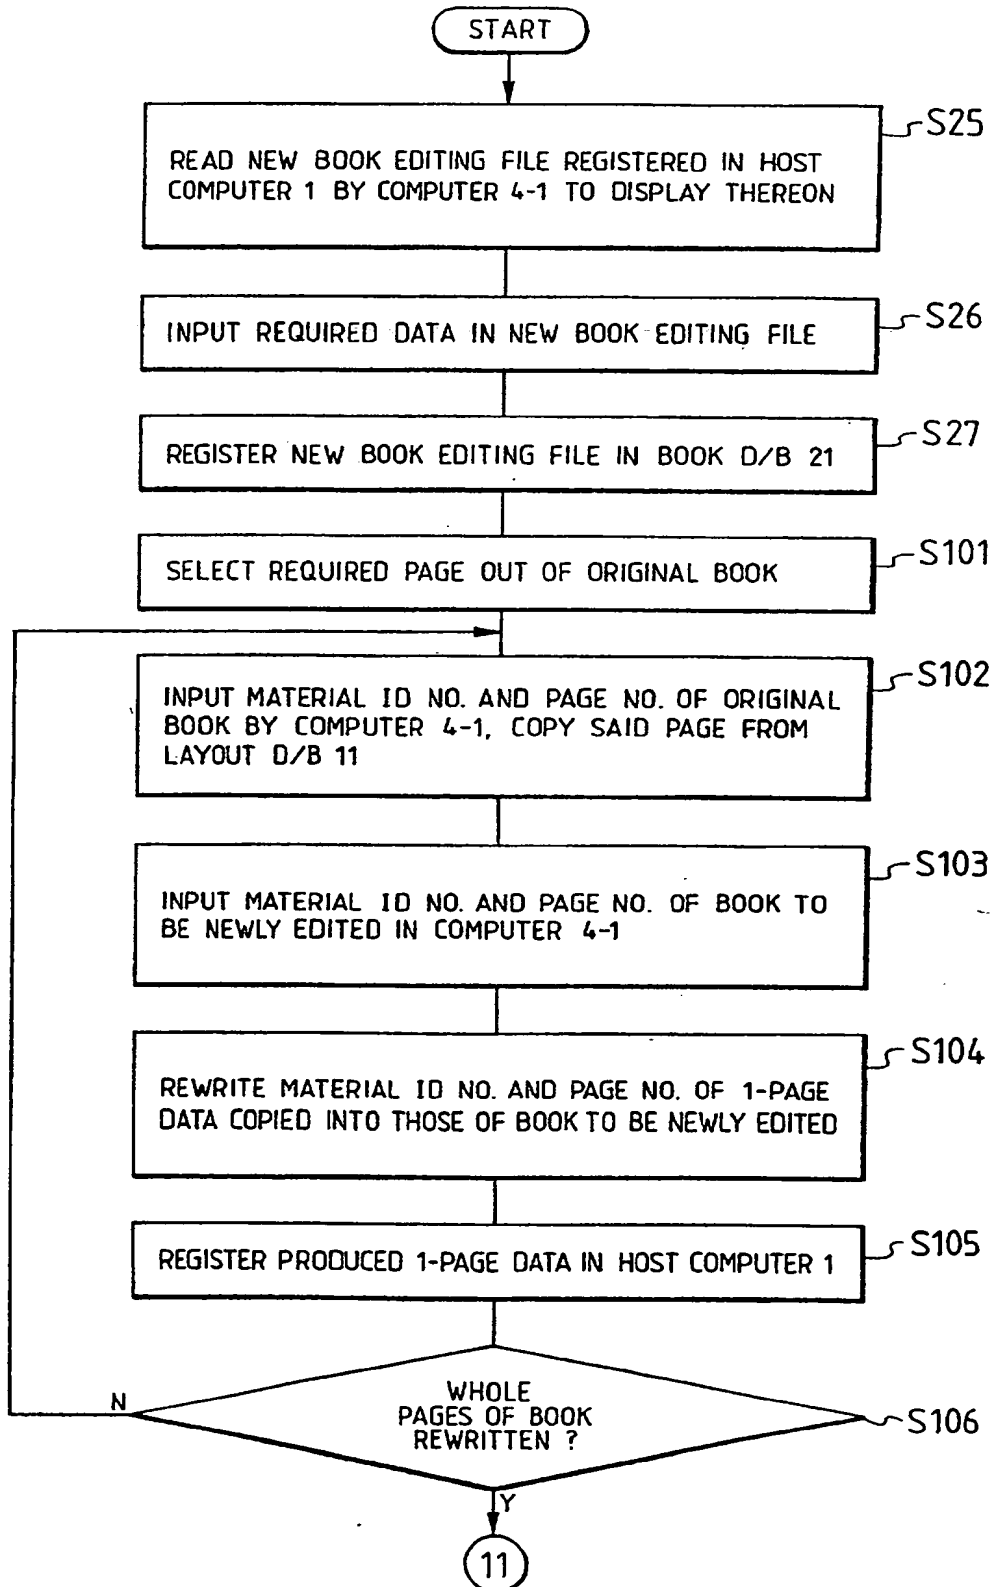 START
S25
READ NEW BOOK EDITING FILE REGISTERED IN HOST
COMPUTER 1 BY COMPUTER 4-1 TO DISPLAY THEREON
S26
INPUT REQUIRED DATA IN NEW BOOK EDITING FILE
S27
REGISTER NEW BOOK EDITING FILE IN BOOK D/B 21
S101
SELECT REQUIRED PAGE OUT OF ORIGINAL BOOK
S102
INPUT MATERIAL ID NO. AND PAGE NO. OF ORIGINAL
BOOK BY COMPUTER 4-1, COPY SAID PAGE FROM
LAYOUT D/B 11
S103
INPUT MATERIAL ID NO. AND PAGE NO. OF BOOK TO
BE NEWLY EDITED IN COMPUTER 4-1
S104
REWRITE MATERIAL ID NO. AND PAGE NO. OF 1-PAGE
DATA COPIED INTO THOSE OF BOOK TO BE NEWLY EDITED
S105
REGISTER PRODUCED 1-PAGE DATA IN HOST COMPUTER 1
N
WHOLE
PAGES OF BOOK
REWRITTEN ?
S106
Y
11